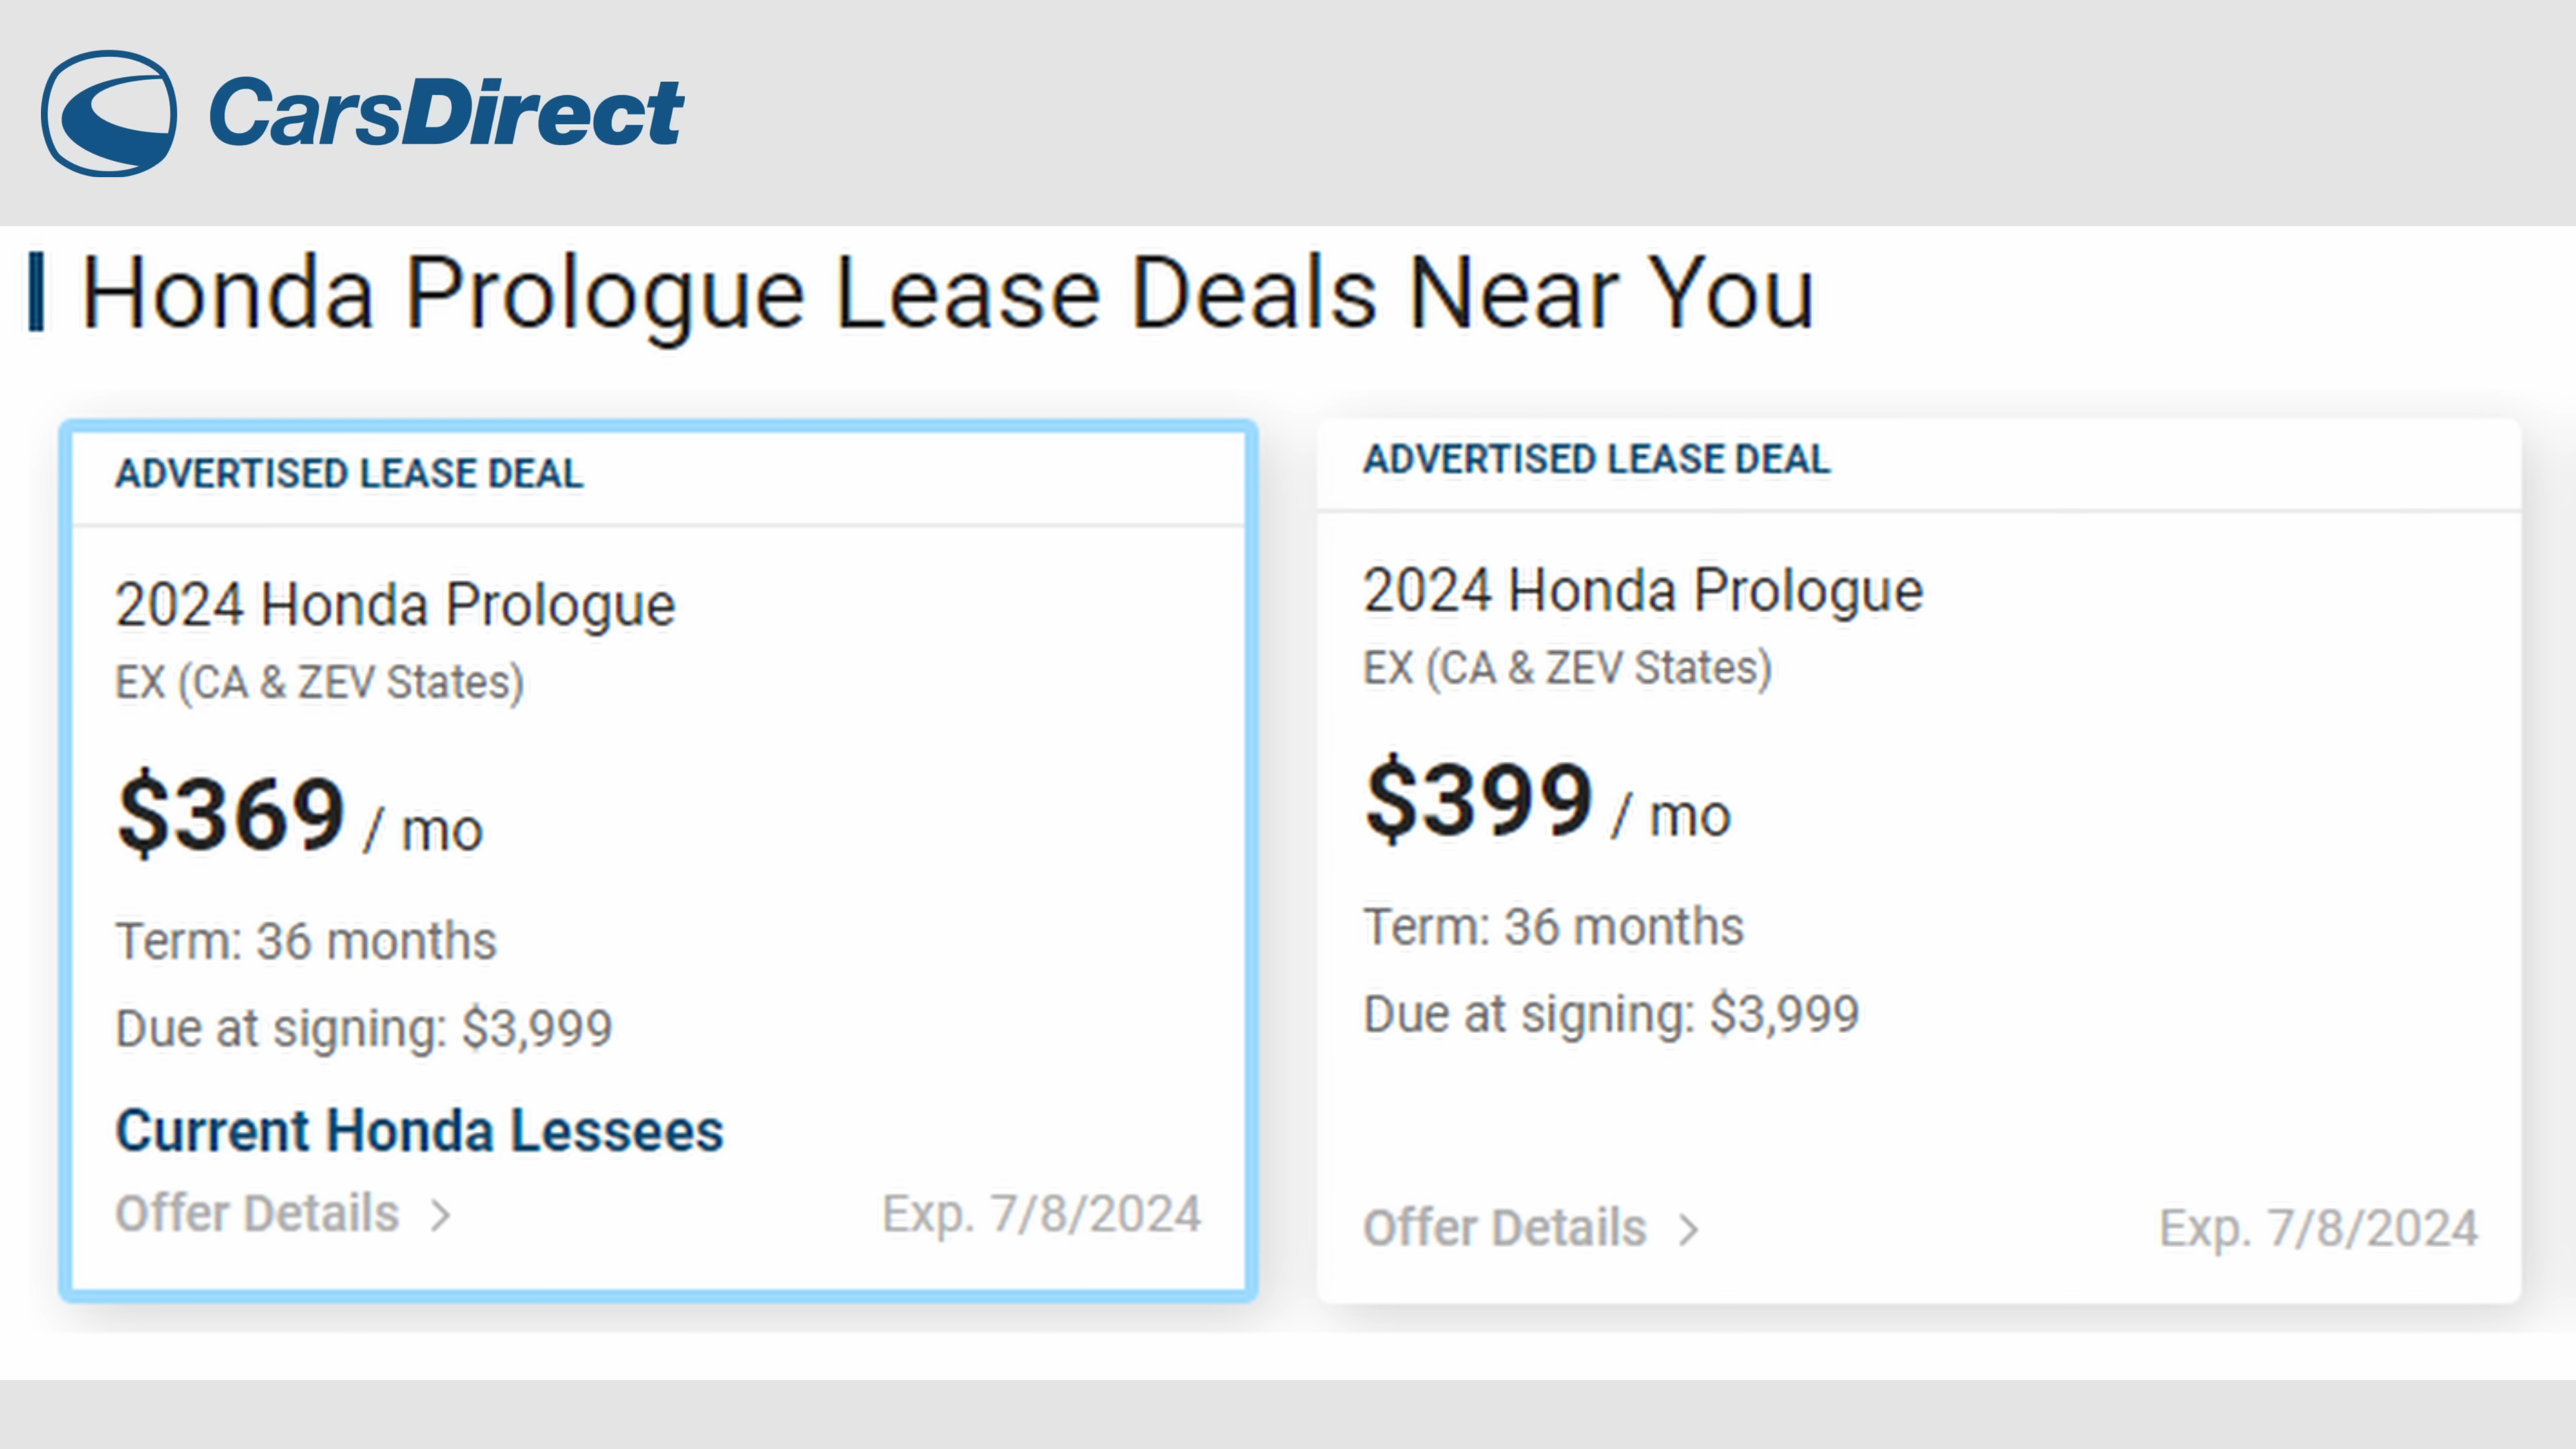 CarsDirect
Honda Prologue Lease Deals Near You
ADVERTISED LEASE DEAL
2024 Honda Prologue
EX (CA & ZEV States)
$369 / mo
Term: 36 months
Due at signing: $3,999
Current Honda Lessees
Offer Details > Exp. 7/8/2024
ADVERTISED LEASE DEAL
2024 Honda Prologue
EX (CA & ZEV States)
$399 / mo
Term: 36 months
Due at signing: $3,999
Offer Details > Exp. 7/8/2024